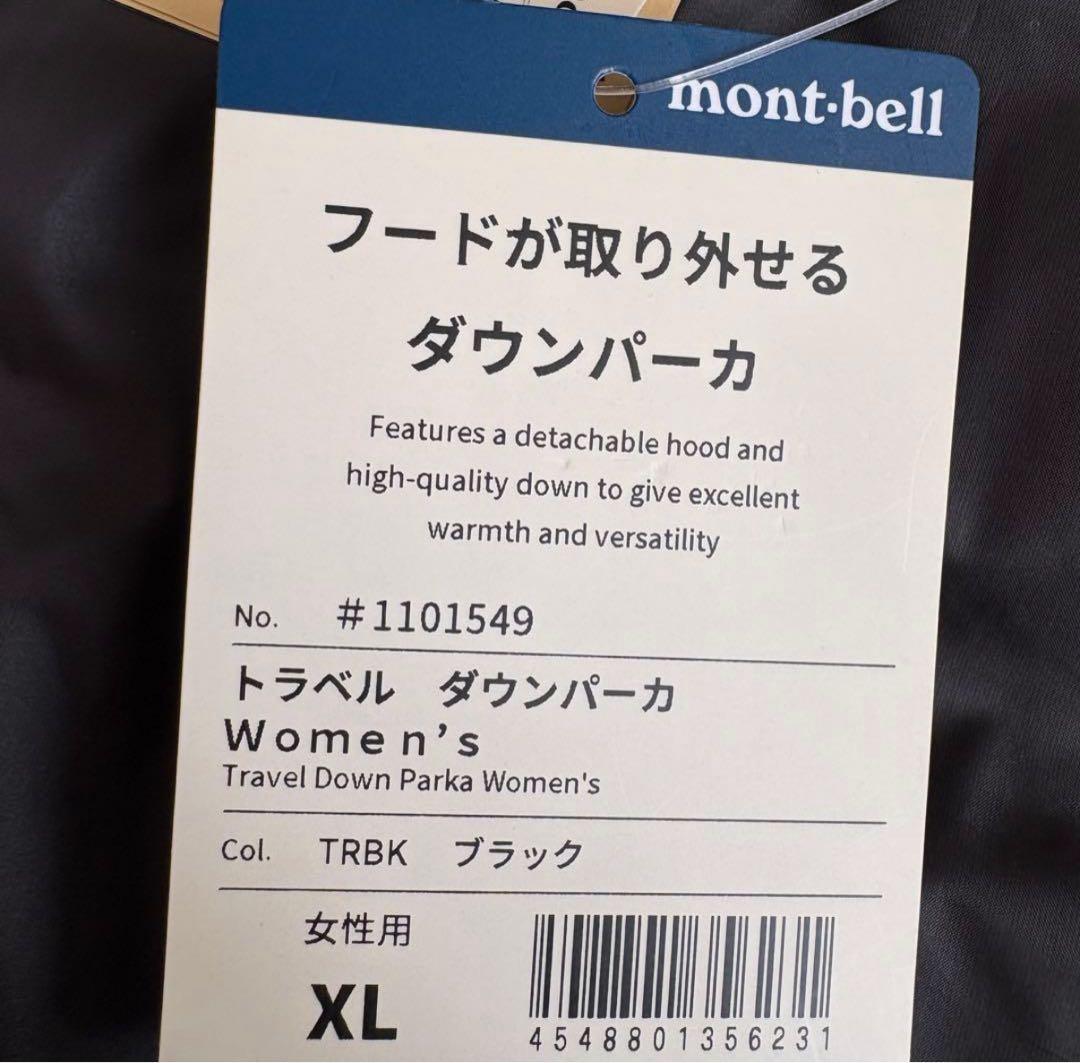 mont-bell
フードが取り外せる
ダウンパーカ
Features a detachable hood and
high-quality down to give excellent
warmth and versatility
No. #1101549
トラベル ダウンパーカ
Women's
Travel Down Parka Women's
Col. TRBK ブラック
女性用
XL
4548801356231